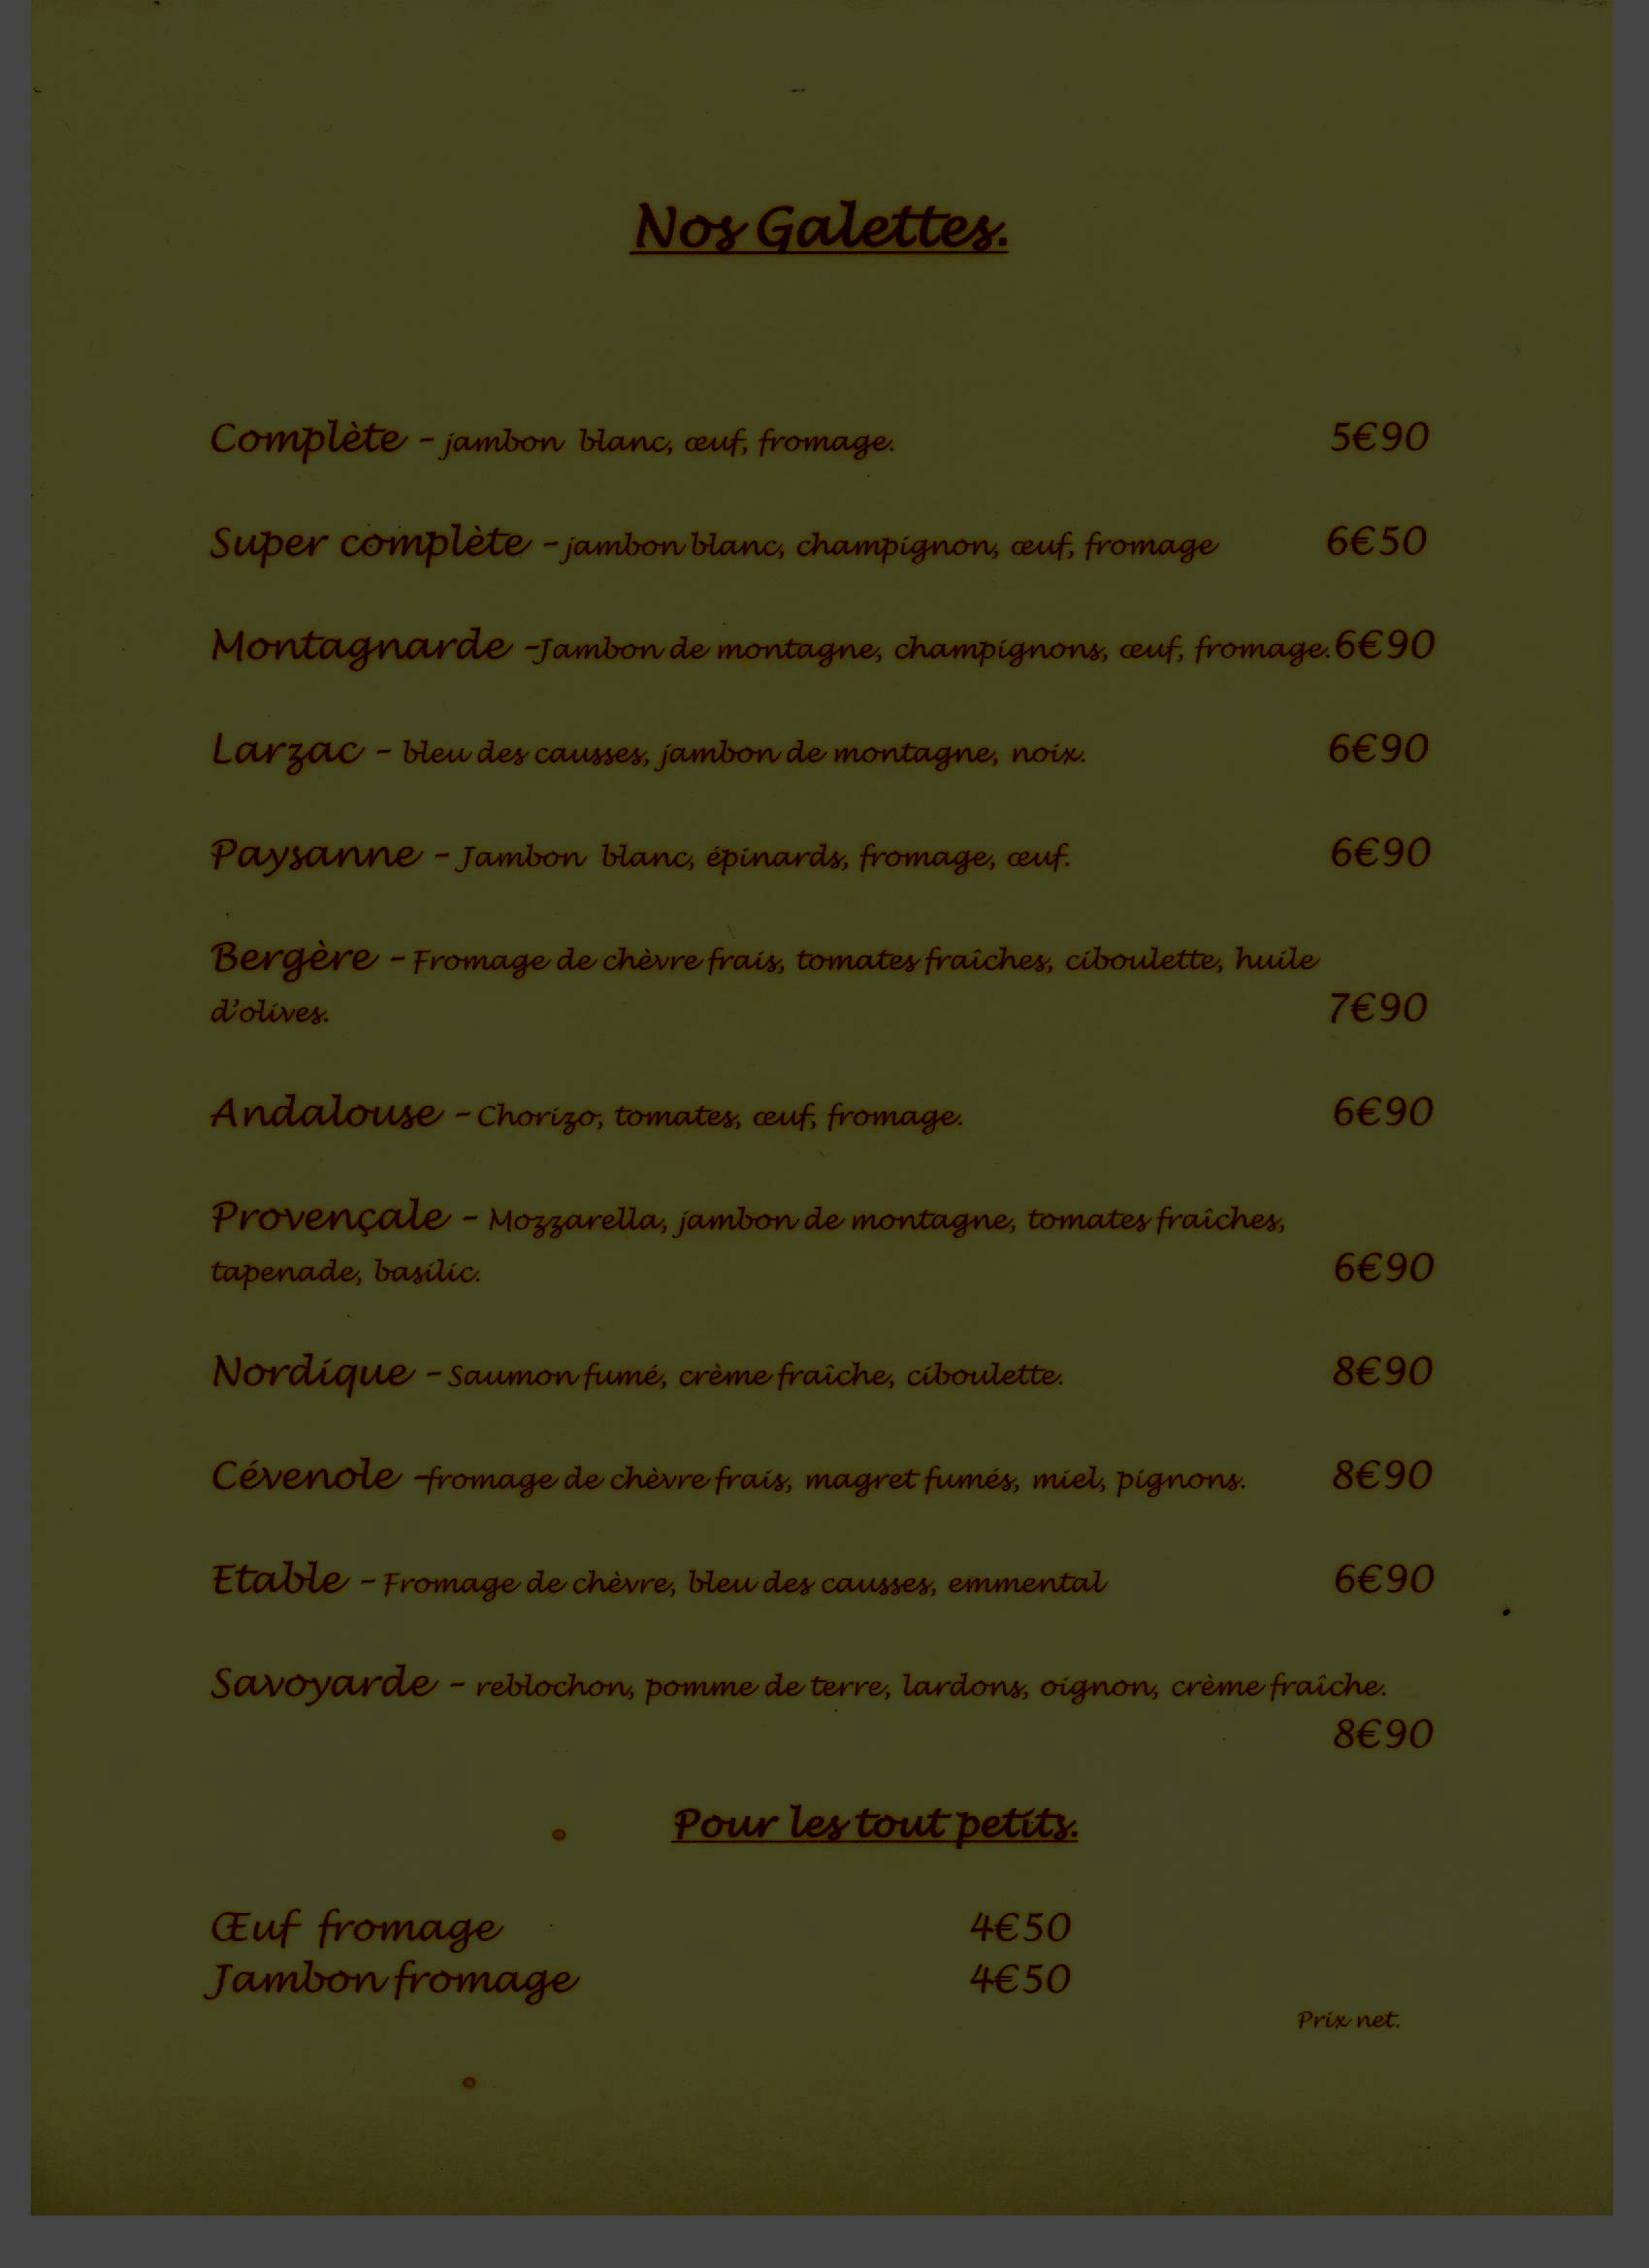 Nos Galettes.
Complète - jambon blanc, œuf, fromage. 5€90
Super complète - jambon blanc, champignon, œuf, fromage 6€50
Montagnarde -Jambon de montagne, champignons, œuf, fromage. 6€90
Larzac - bleu des causses, jambon de montagne, noix. 6€90
Paysanne - Jambon blanc, épinards, fromage, œuf. 6€90
Bergère - Fromage de chèvre frais, tomates fraîches, ciboulette, huile
d'olives. 7€90
Andalouse - Chorizo, tomates, œuf, fromage. 6€90
Provençale - Mozzarella, jambon de montagne, tomates fraîches,
tapenade, basilic. 6€90
Nordique - Saumon fumé, crème fraîche, ciboulette. 8€90
Cévenole -fromage de chèvre frais, magret fumés, miel, pignons. 8€90
Etable - Fromage de chèvre, bleu des causses, emmental 6€90
Savoyarde - reblochon, pomme de terre, lardons, oignon, crème fraîche.
8€90
Pour les tout petits.
Œuf fromage 4€50
Jambon fromage 4€50
Prix net.